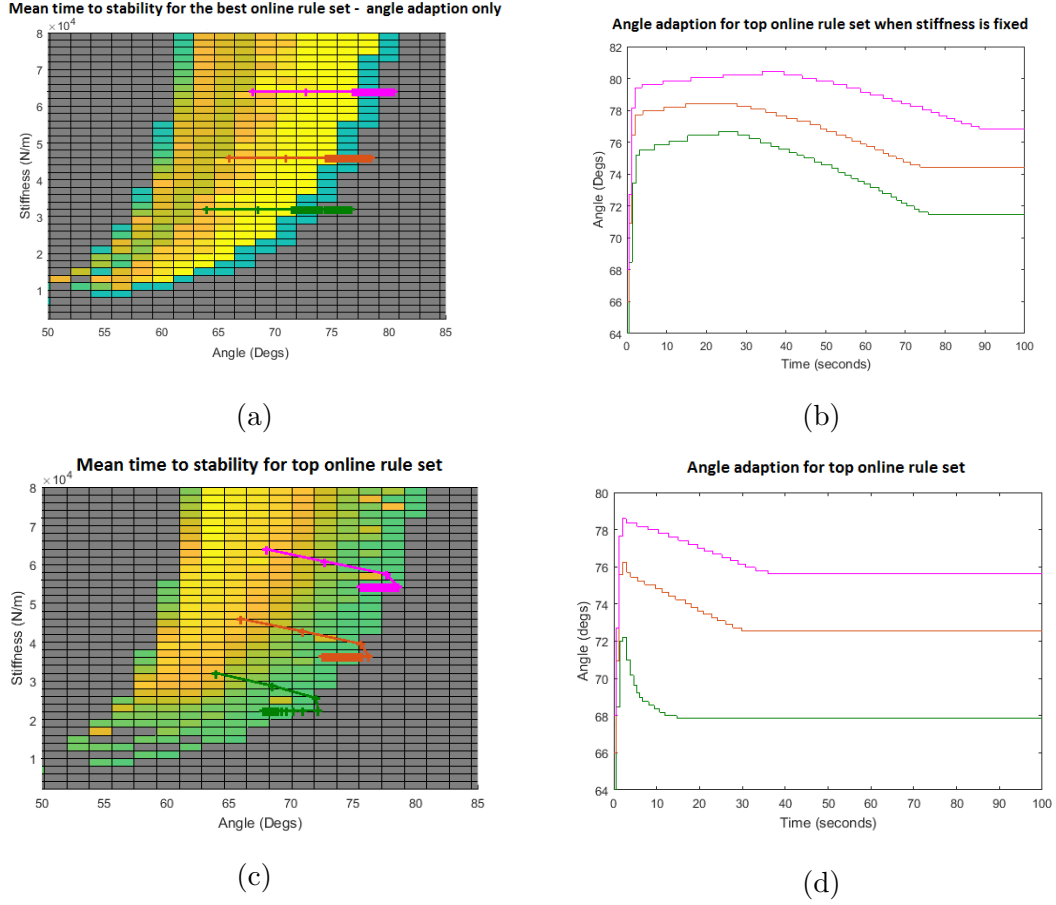 Mean time to stability for the best online rule set - angle adaption only
×10^4
8
7
6
5
4
3
2
1
Stiffness (N/m)
50 55 60 65 70 75 80 85
Angle (Degs)
(a)
Angle adaption for top online rule set when stiffness is fixed
82
80
78
76
74
72
70
68
66
64
Angle (Degs)
0 10 20 30 40 50 60 70 80 90 100
Time (seconds)
(b)
Mean time to stability for top online rule set
×10^4
8
7
6
5
4
3
2
1
Stiffness (N/m)
50 55 60 65 70 75 80 85
Angle (Degs)
(c)
Angle adaption for top online rule set
80
78
76
74
72
70
68
66
64
Angle (degs)
0 10 20 30 40 50 60 70 80 90 100
Time (seconds)
(d)